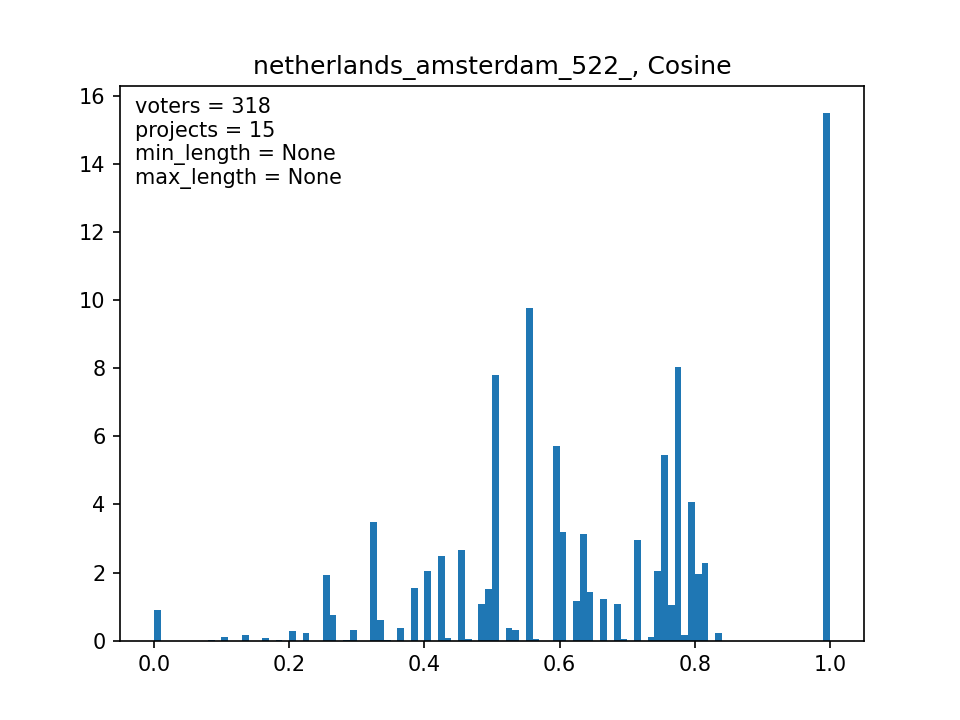 netherlands_amsterdam_522_, Cosine
voters = 318
projects = 15
min_length = None
max_length = None
16
14
12
10
8
6
4
2
0
0.0 0.2 0.4 0.6 0.8 1.0